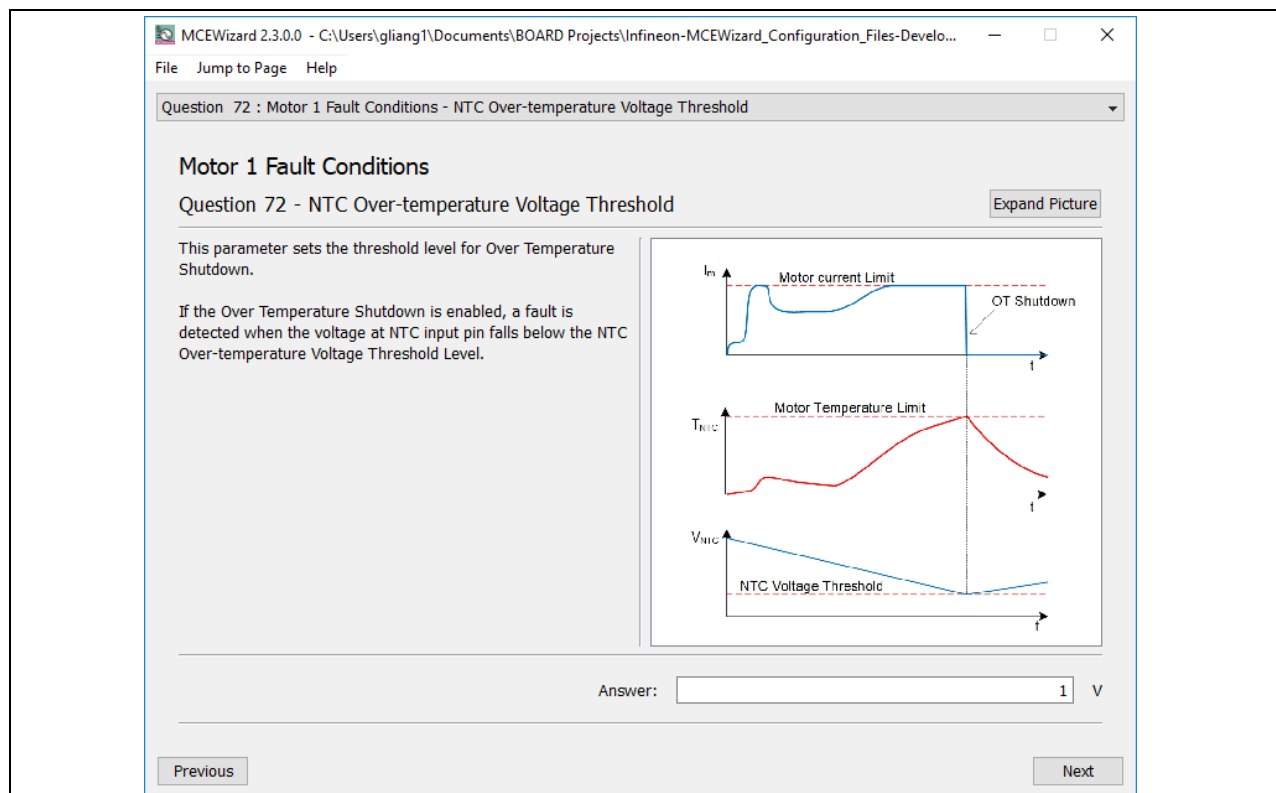 MCEWizard 2.3.0.0 - C:\Users\gliang1\Documents\BOARD Projects\Infineon-MCEWizard_Configuration_Files-Develo...
File Jump to Page Help
Question 72 : Motor 1 Fault Conditions - NTC Over-temperature Voltage Threshold
Motor 1 Fault Conditions
Question 72 - NTC Over-temperature Voltage Threshold
Expand Picture
This parameter sets the threshold level for Over Temperature
Shutdown.
If the Over Temperature Shutdown is enabled, a fault is
detected when the voltage at NTC input pin falls below the NTC
Over-temperature Voltage Threshold Level.
Im
Motor current Limit
OT Shutdown
t
Motor Temperature Limit
TNTC
t
VNTC
NTC Voltage Threshold
t
Answer: 1 V
Previous
Next